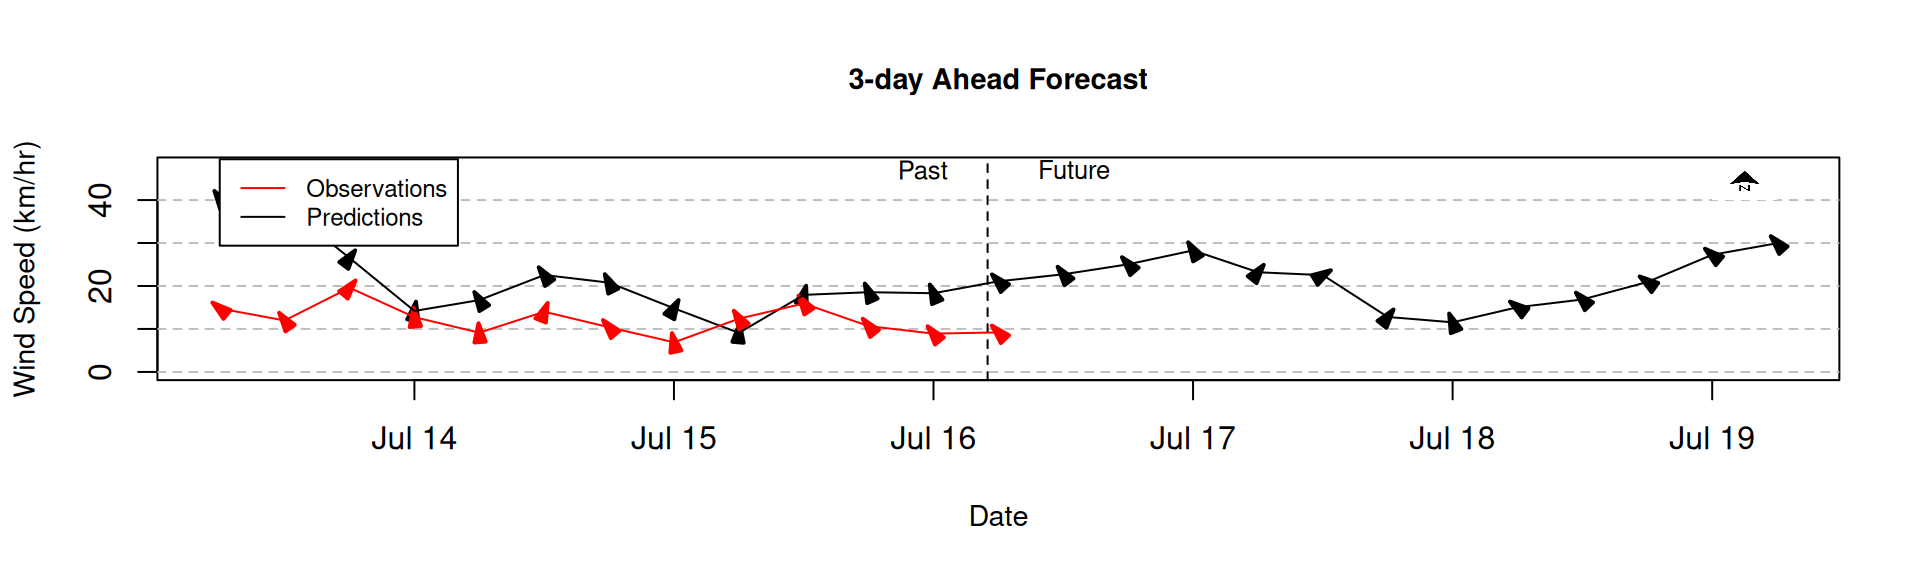 3-day Ahead Forecast
Wind Speed (km/hr)
40
20
0
Observations
Predictions
Past
Future
N
Jul 14
Jul 15
Jul 16
Jul 17
Jul 18
Jul 19
Date